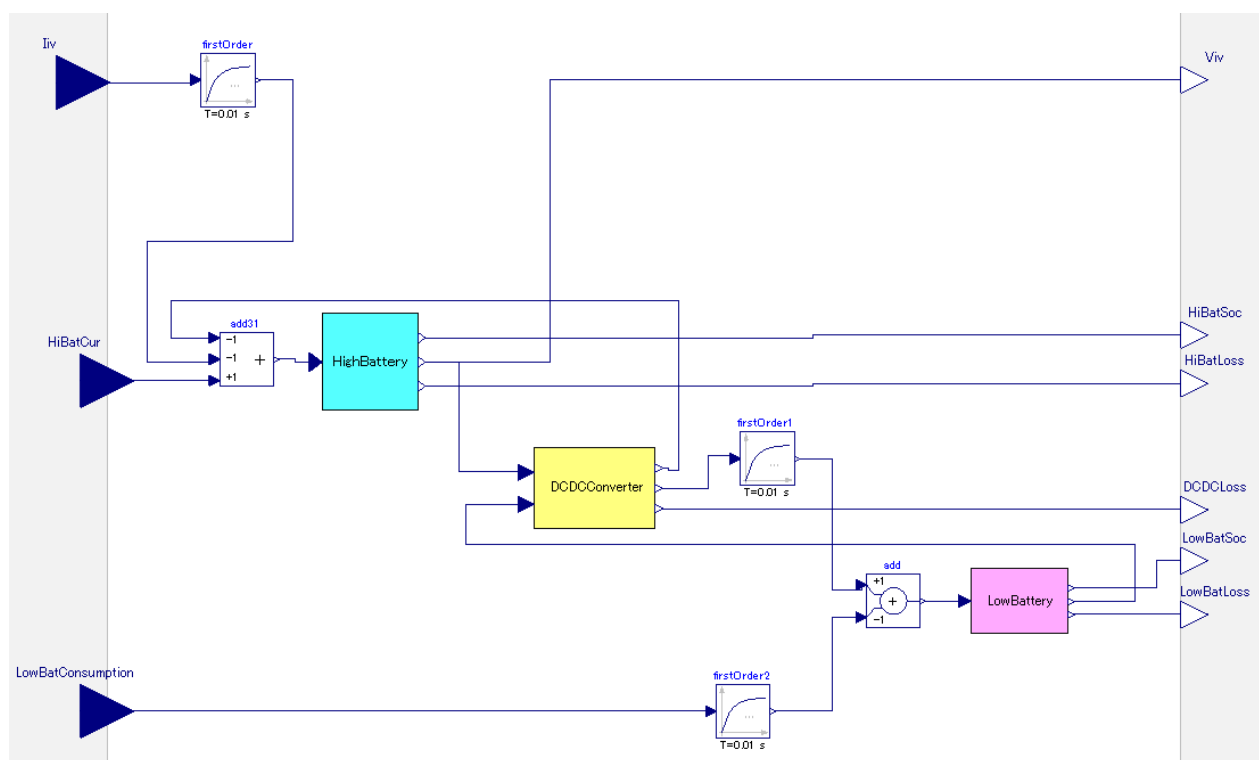 Iiv
firstOrder
...
T=0.01 s
Viv
HiBatCur
add31
-1
-1
+1
+
HighBattery
HiBatSoc
HiBatLoss
firstOrder1
...
T=0.01 s
DCDCConverter
DCDCLoss
LowBatSoc
add
+1
+
-1
LowBattery
LowBatLoss
LowBatConsumption
firstOrder2
...
T=0.01 s